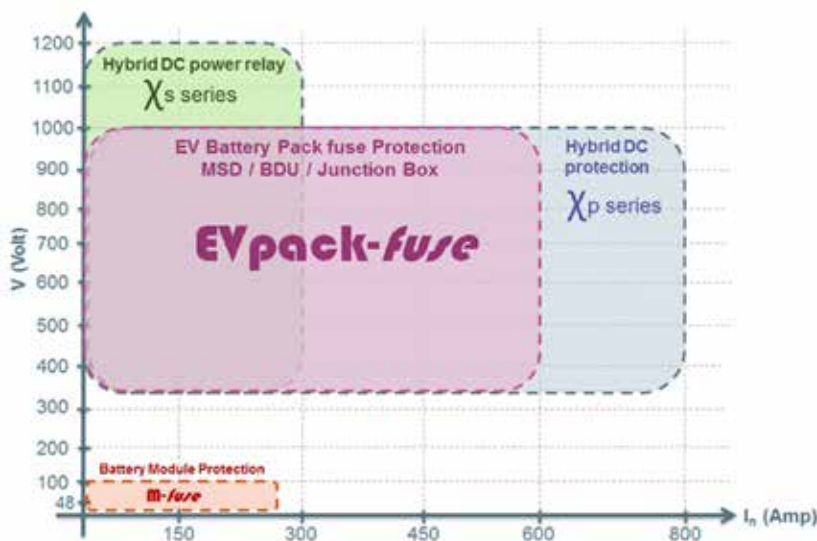 1200
Hybrid DC power relay
χs series
1100
1000
EV Battery Pack fuse Protection
MSD / BDU / Junction Box
Hybrid DC
protection
χp series
900
800
EVpack-fuse
700
V (Volt)
600
500
400
300
200
Battery Module Protection
100
m-fuse
48
150
300
450
600
800
In (Amp)